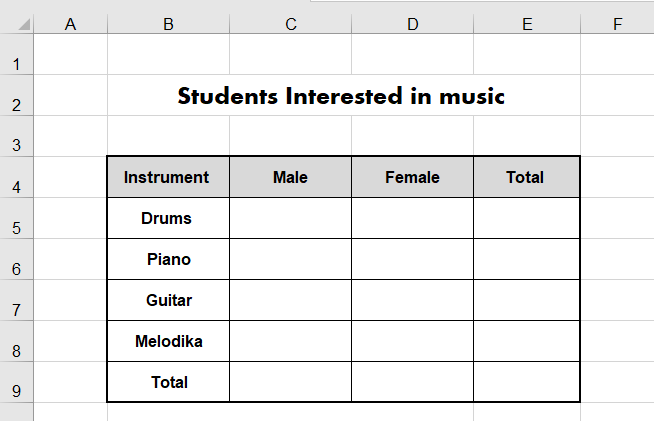 A B C D E F
1
2 Students Interested in music
3
4 Instrument Male Female Total
5 Drums
6 Piano
7 Guitar
8 Melodika
9 Total